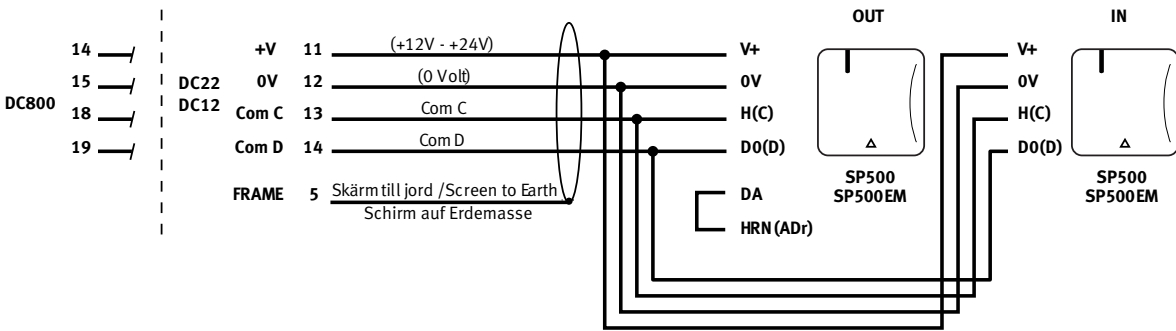 OUT
IN
14
+V 11 (+12V - +24V)
V+
V+
15
DC22
0V 12 (0 Volt)
0V
0V
DC800
DC12
18
Com C 13 Com C
H(C)
H(C)
19
Com D 14 Com D
D0(D)
D0(D)
SP500
SP500EM
SP500
SP500EM
FRAME 5 Skärm till jord /Screen to Earth
Schirm auf Erdemasse
DA
HRN (ADr)